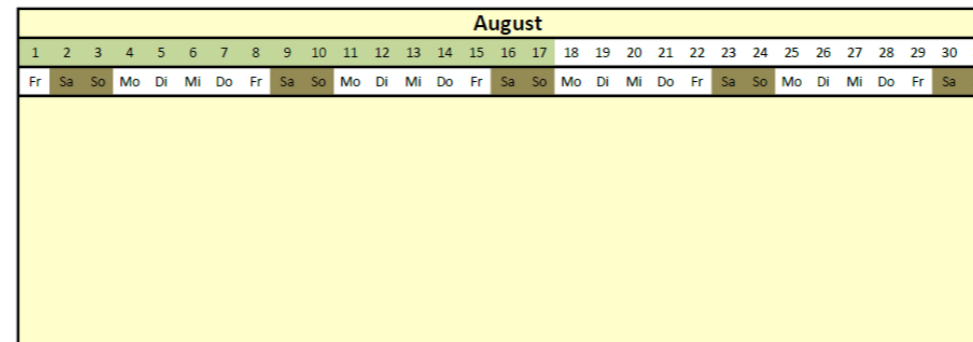 August
1 2 3 4 5 6 7 8 9 10 11 12 13 14 15 16 17 18 19 20 21 22 23 24 25 26 27 28 29 30
Fr Sa So Mo Di Mi Do Fr Sa So Mo Di Mi Do Fr Sa So Mo Di Mi Do Fr Sa So Mo Di Mi Do Fr Sa